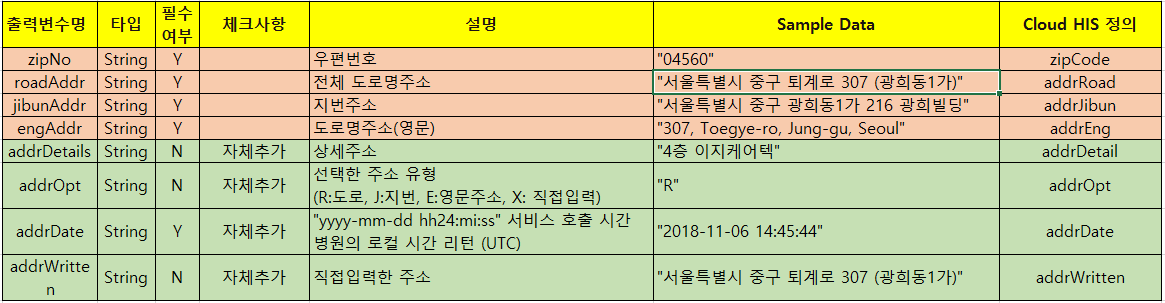 출력변수명 타입 필수여부 체크사항 설명 Sample Data Cloud HIS 정의
zipNo String Y 우편번호 "04560" zipCode
roadAddr String Y 전체 도로명주소 "서울특별시 중구 퇴계로 307 (광희동1가)" addrRoad
jibunAddr String Y 지번주소 "서울특별시 중구 광희동1가 216 광희빌딩" addrJibun
engAddr String Y 도로명주소(영문) "307, Toegye-ro, Jung-gu, Seoul" addrEng
addrDetails String N 자체추가 상세주소 "4층 이지케어텍" addrDetail
addrOpt String N 자체추가 선택한 주소 유형
(R:도로, J:지번, E:영문주소, X: 직접입력) "R" addrOpt
addrDate String Y 자체추가 "yyyy-mm-dd hh24:mi:ss" 서비스 호출 시간
병원의 로컬 시간 리턴 (UTC) "2018-11-06 14:45:44" addrDate
addrWritten String N 자체추가 직접입력한 주소 "서울특별시 중구 퇴계로 307 (광희동1가)" addrWritten